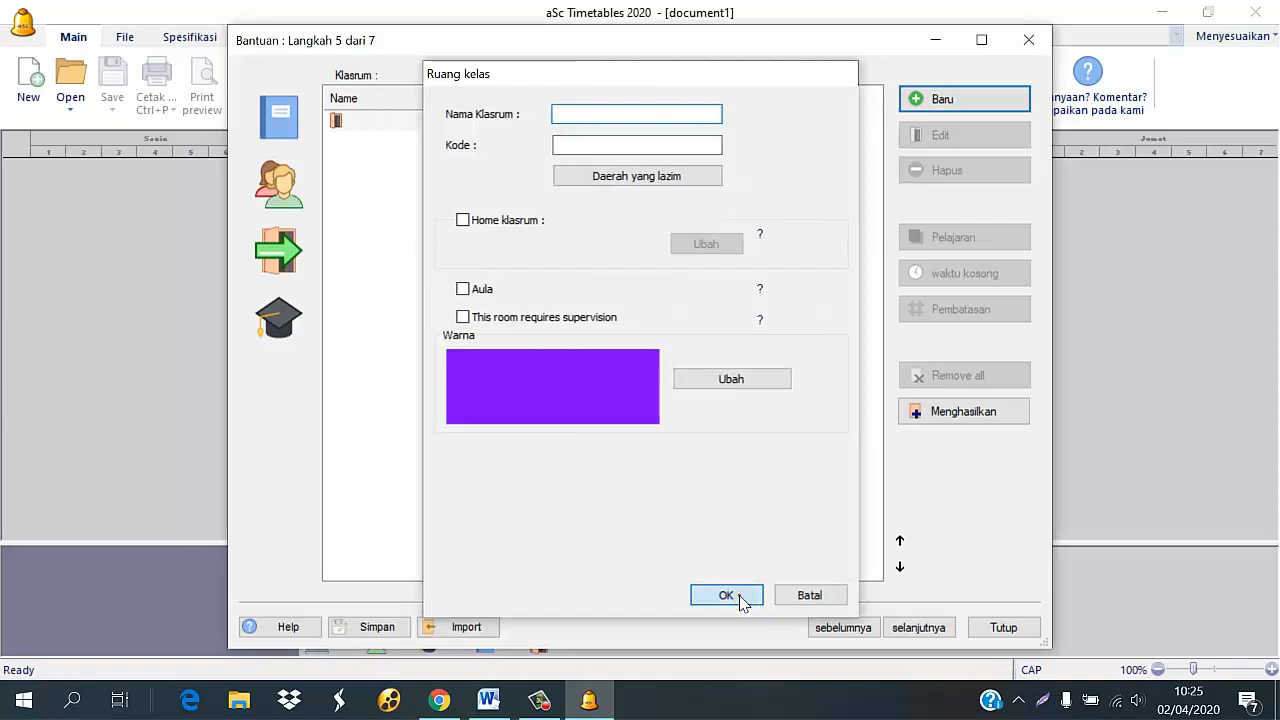 aSc Timetables 2020 - [document1]
aSc
Main
File
Spesifikasi
Menyesuaikan
New
Open
Save
Cetak ...
Ctrl+P
Print
preview
anyaan? Komentar?
paikan pada kami
Senin
Jumat
1 2 3 4 5 6
1 2 3 4 5 6 7
Bantuan : Langkah 5 dari 7
Klasrum :
Name
Ruang kelas
Nama Klasrum :
Kode :
Daerah yang lazim
Home klasrum :
?
Ubah
Aula
?
This room requires supervision
?
Warna
Ubah
OK
Batal
Baru
Edit
Hapus
Pelajaran
waktu kosong
Pembatasan
Remove all
Menghasilkan
Help
Simpan
Import
sebelumnya
selanjutnya
Tutup
Ready
CAP
100%
10:25
02/04/2020
7